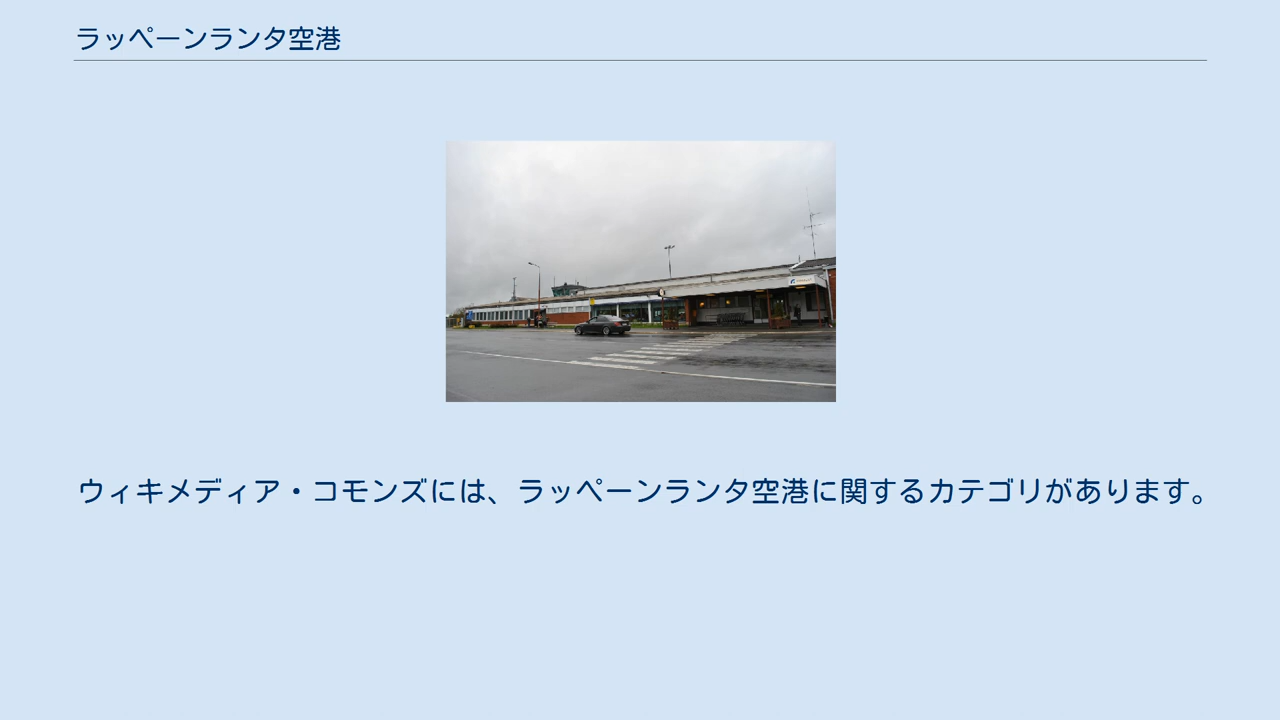 ラッペーンランタ空港
ウィキメディア・コモンズには、ラッペーンランタ空港に関するカテゴリがあります。